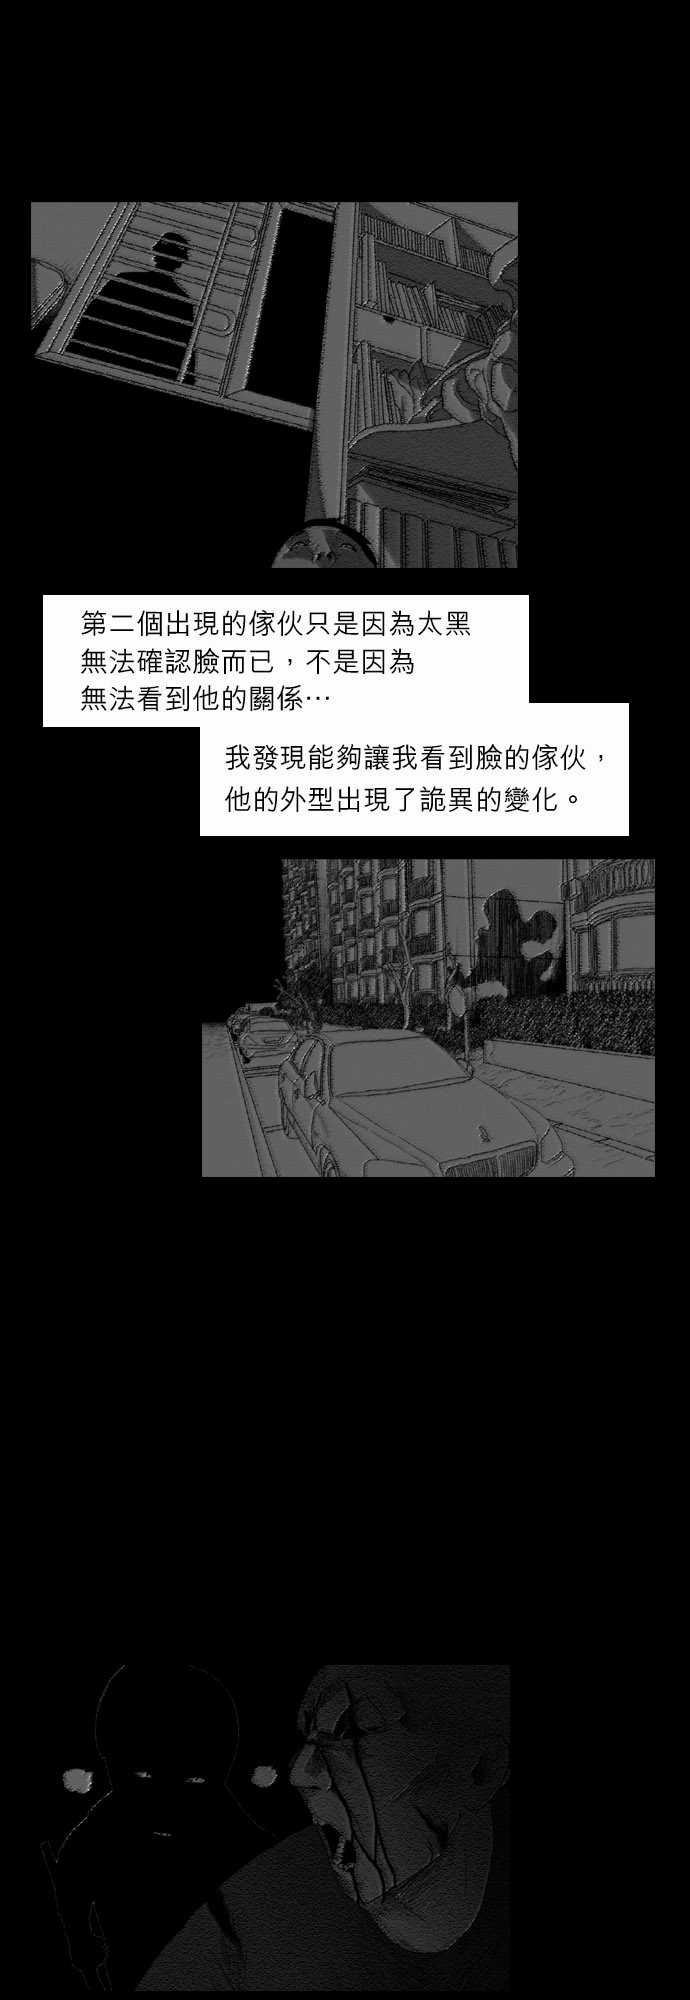 第二個出現的傢伙只是因為太黑
無法確認臉而已，不是因為
無法看到他的關係⋯
我發現能夠讓我看到臉的傢伙，
他的外型出現了詭異的變化。